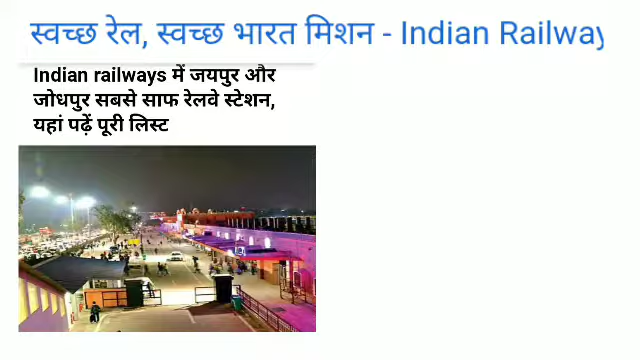 स्वच्छ रेल, स्वच्छ भारत मिशन - Indian Railway
Indian railways में जयपुर और
जोधपुर सबसे साफ रेलवे स्टेशन,
यहां पढ़ें पूरी लिस्ट